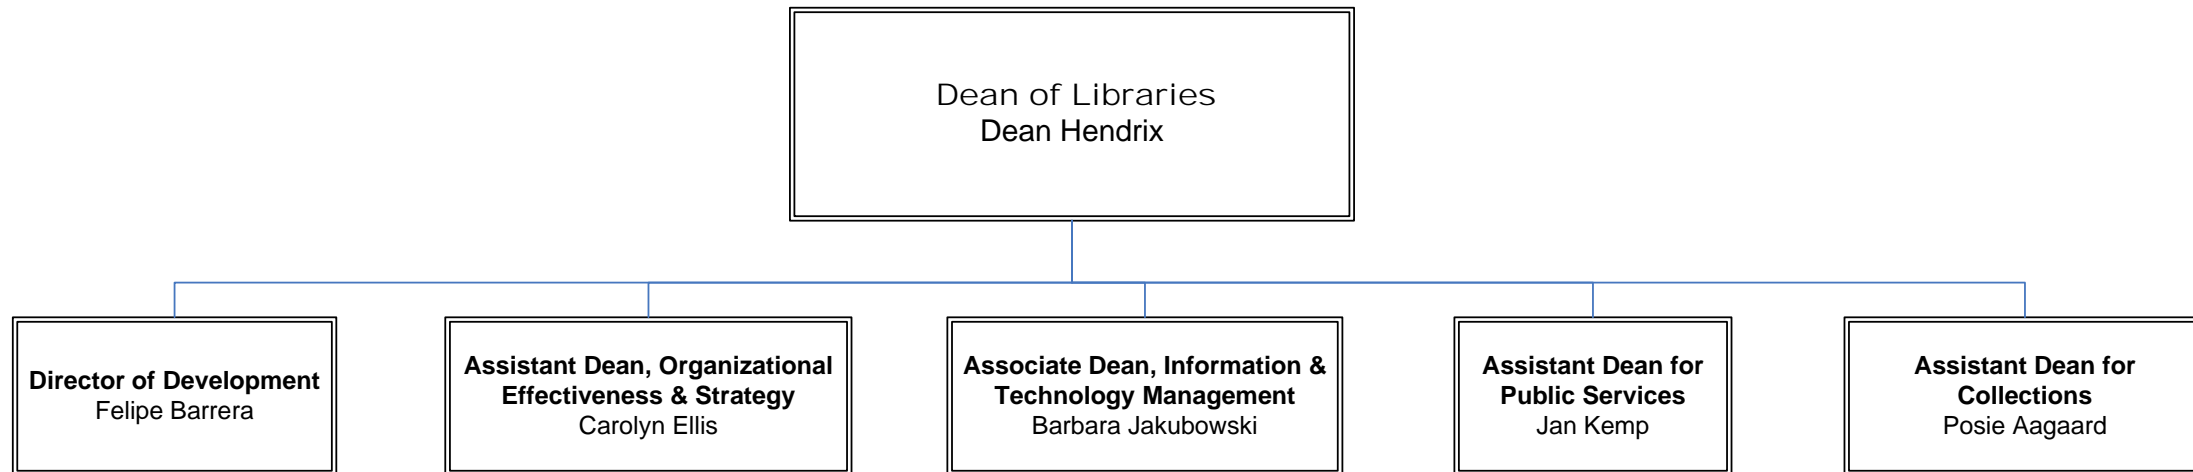 Dean of Libraries
Dean Hendrix
Director of Development
Felipe Barrera
Assistant Dean, Organizational
Effectiveness & Strategy
Carolyn Ellis
Associate Dean, Information &
Technology Management
Barbara Jakubowski
Assistant Dean for
Public Services
Jan Kemp
Assistant Dean for
Collections
Posie Aagaard